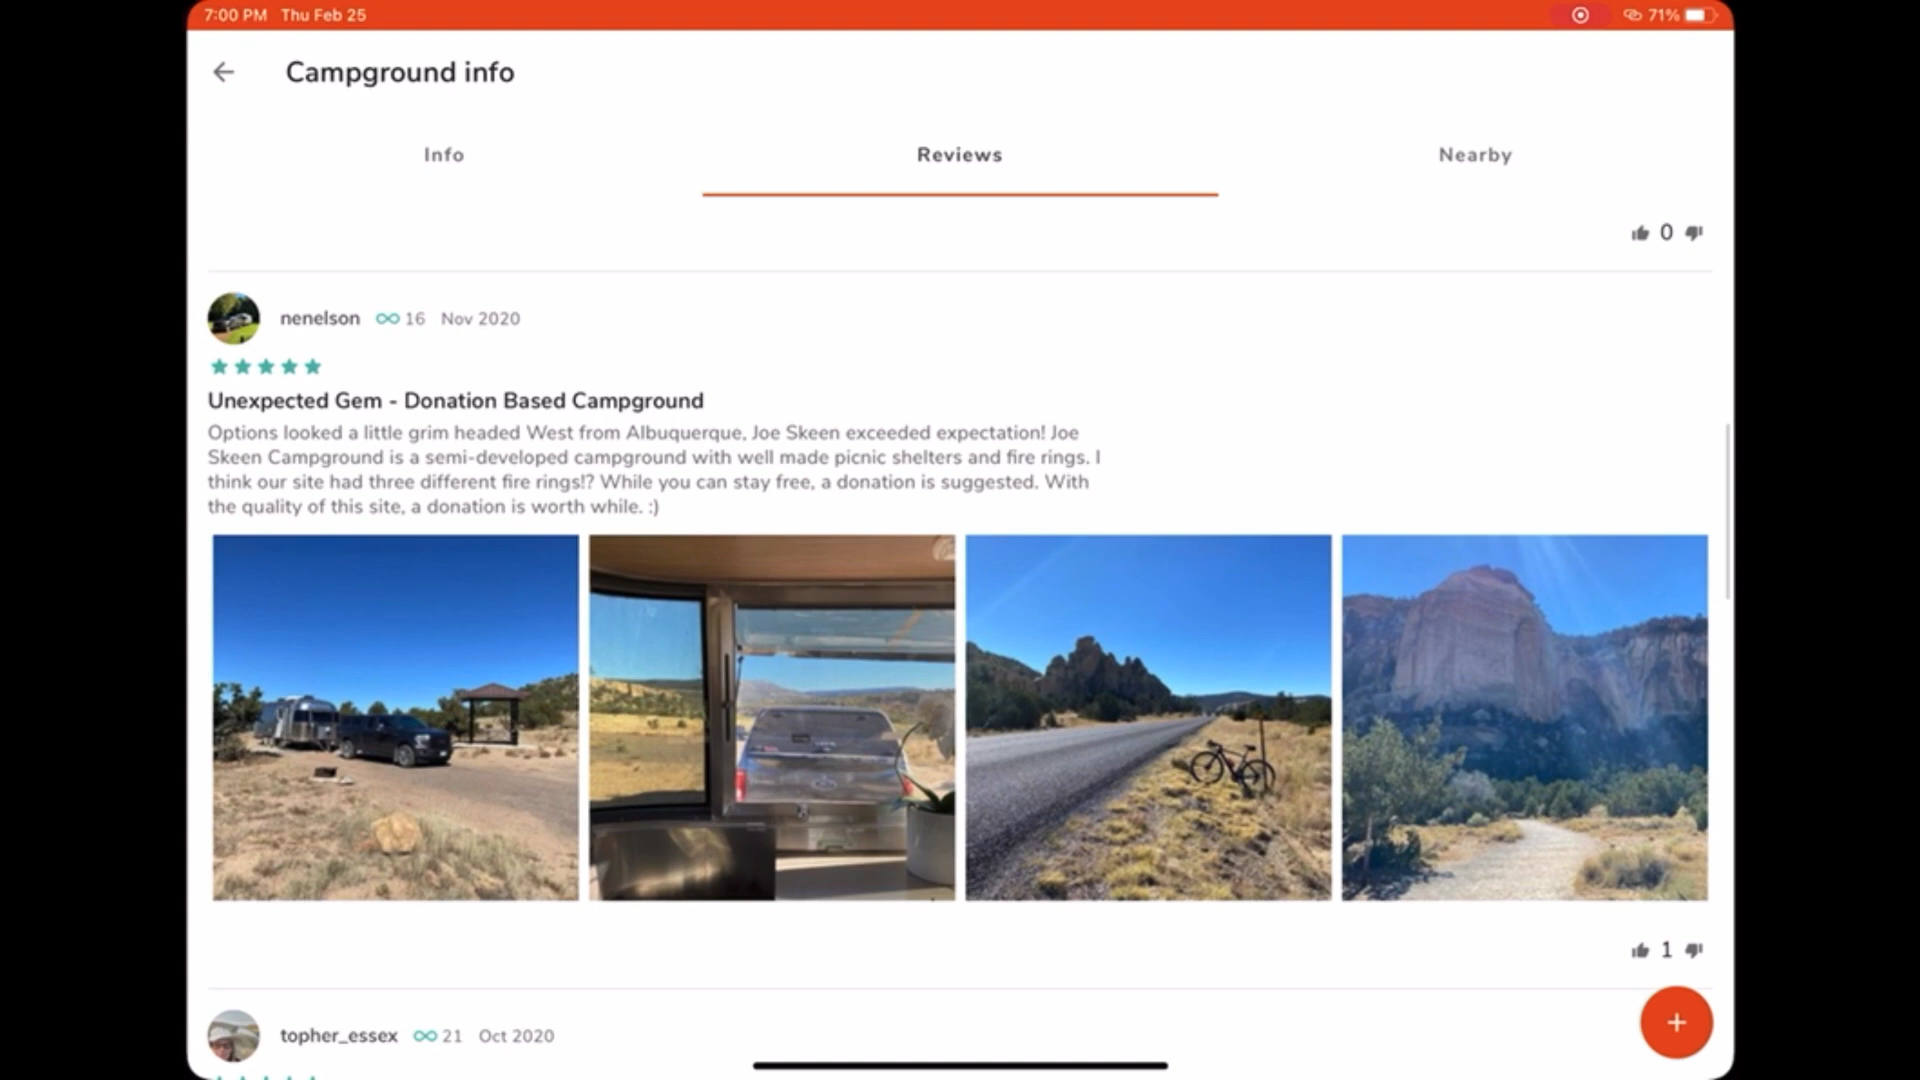 7:00 PM Thu Feb 25
71%
Campground info
Info
Reviews
Nearby
0
nenelson 16 Nov 2020
Unexpected Gem - Donation Based Campground
Options looked a little grim headed West from Albuquerque, Joe Skeen exceeded expectation! Joe
Skeen Campground is a semi-developed campground with well made picnic shelters and fire rings. I
think our site had three different fire rings!? While you can stay free, a donation is suggested. With
the quality of this site, a donation is worth while. :)
1
topher_essex 21 Oct 2020
+